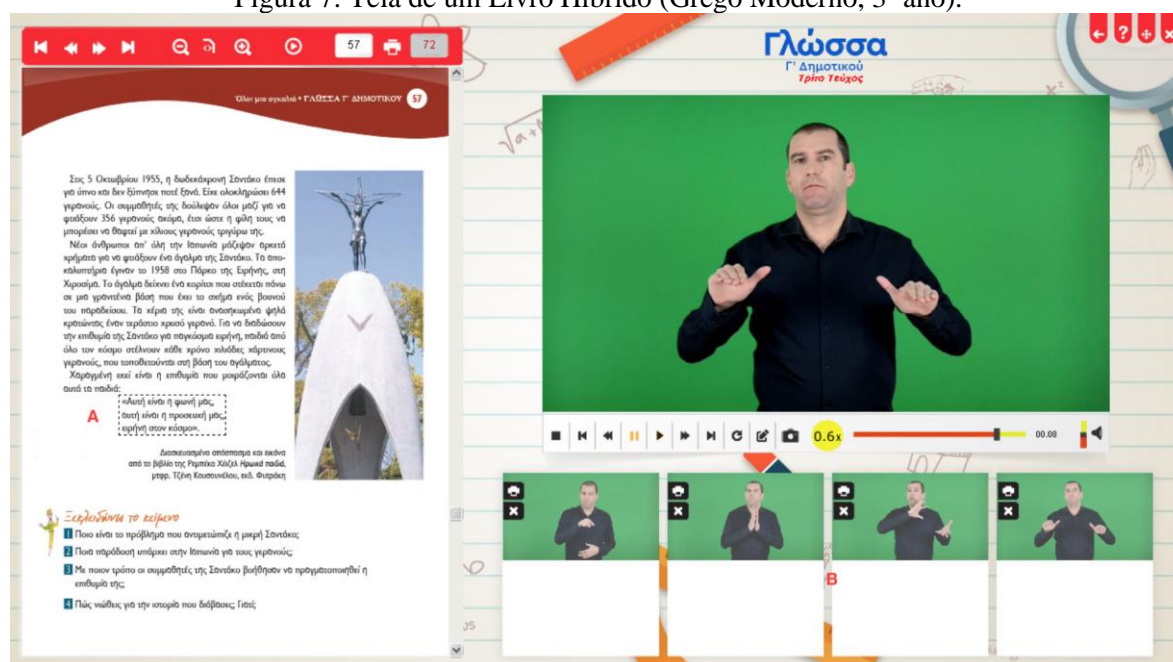 Figura 7. Tela de um Livro Híbrido (Grego Moderno, 3º ano).
57
72
Όλοι μια αγκαλιά • ΓΛΩΣΣΑ Γ΄ ΔΗΜΟΤΙΚΟΥ 57
Στις 5 Οκτωβρίου 1955, η δωδεκάχρονη Σαντάκο έπεσε
για ύπνο και δεν ξύπνησε ποτέ ξανά. Είχε ολοκληρώσει 644
γερανούς. Οι συμμαθητές της δούλεψαν όλοι μαζί για να
φτιάξουν 356 γερανούς ακόμα, έτσι ώστε η φίλη τους να
μπορέσει να θαφτεί με χίλιους γερανούς τριγύρω της.
Νέοι άνθρωποι απ' όλη την Ιαπωνία μάζεψαν αρκετά
χρήματα για να φτιάξουν ένα άγαλμα της Σαντάκο. Τα απο-
καλυπτήρια έγιναν το 1958 στο Πάρκο της Ειρήνης, στη
Χιροσίμα. Το άγαλμα δείχνει ένα κορίτσι που στέκεται πάνω
σε μια γρανιτένια βάση που έχει το σχήμα ενός βουνού
του παραδείσου. Τα χέρια της είναι ανασηκωμένα ψηλά
κρατώντας έναν τεράστιο χρυσό γερανό. Για να διαδώσουν
την επιθυμία της Σαντάκο για παγκόσμια ειρήνη, παιδιά από
όλο τον κόσμο στέλνουν κάθε χρόνο χιλιάδες χάρτινους
γερανούς, που τοποθετούνται στη βάση του αγάλματος.
Χαραγμένη εκεί είναι η επιθυμία που μοιράζονται όλα
αυτά τα παιδιά:
A
«Αυτή είναι η φωνή μας,
αυτή είναι η προσευχή μας,
ειρήνη στον κόσμο».
Διασκευασμένο απόσπασμα και εικόνα
από το βιβλίο της Ρεμπέκα Χέιζελ Ηρωικά παιδιά,
μτφρ. Τζένη Κουσουνέλου, εκδ. Φυτράκη
Ξεκλειδώνω το κείμενο
1 Ποιο είναι το πρόβλημα που αντιμετώπιζε η μικρή Σαντάκο;
2 Ποια παράδοση υπάρχει στην Ιαπωνία για τους γερανούς;
3 Με ποιον τρόπο οι συμμαθητές της Σαντάκο βοήθησαν να πραγματοποιηθεί η
επιθυμία της;
4 Πώς νιώθεις για την ιστορία που διάβασες; Γιατί;
Γλώσσα
Γ' Δημοτικού
Τρίτο Τεύχος
0.6x
00.08
B